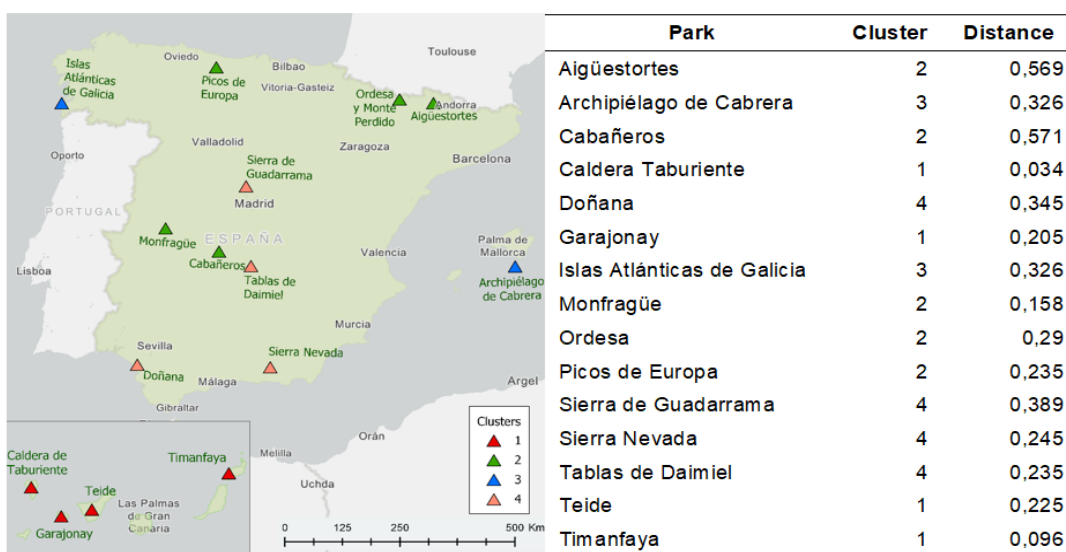 Toulouse
Islas
Atlánticas
de Galicia
Oviedo
Bilbao
Picos de
Europa
Vitoria-Gasteiz
Ordesa
y Monte
Perdido
Andorra
Aigüestortes
Oporto
Valladolid
Zaragoza
Barcelona
Sierra de
Guadarrama
Madrid
PORTUGAL
ESPAÑA
Monfragüe
Cabañeros
Valencia
Palma de
Mallorca
Lisboa
Tablas de
Daimiel
Archipiélago
de Cabrera
Murcia
Sevilla
Sierra Nevada
Doñana
Málaga
Argel
Gibraltar
Clusters
1
2
3
4
Orán
Melilla
Uchda
Caldera de
Taburiente
Timanfaya
Teide
Las Palmas
de Gran
Canaria
Garajonay
0 125 250 500 Km
Park Cluster Distance
Aigüestortes 2 0,569
Archipiélago de Cabrera 3 0,326
Cabañeros 2 0,571
Caldera Taburiente 1 0,034
Doñana 4 0,345
Garajonay 1 0,205
Islas Atlánticas de Galicia 3 0,326
Monfragüe 2 0,158
Ordesa 2 0,29
Picos de Europa 2 0,235
Sierra de Guadarrama 4 0,389
Sierra Nevada 4 0,245
Tablas de Daimiel 4 0,235
Teide 1 0,225
Timanfaya 1 0,096